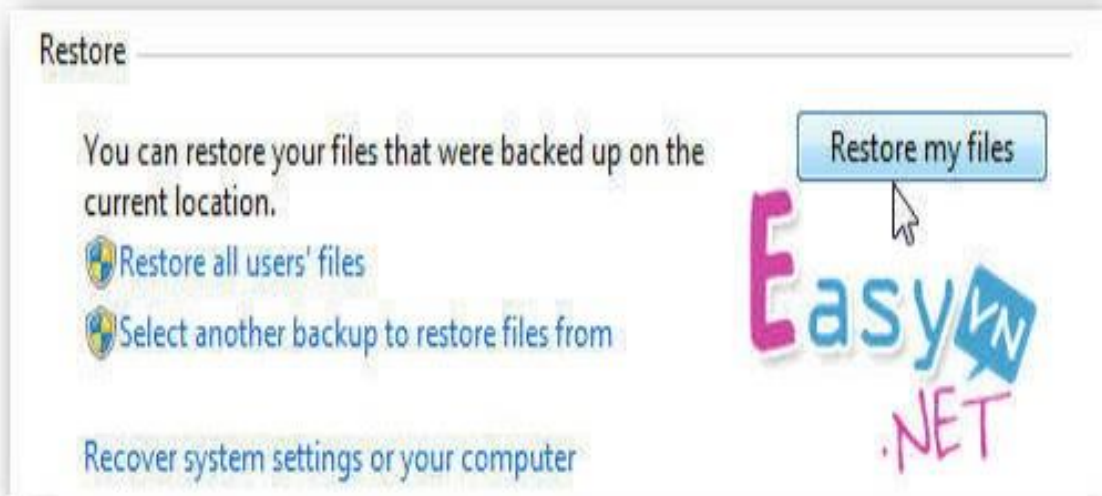 Restore
You can restore your files that were backed up on the
current location.
Restore my files
Restore all users' files
Select another backup to restore files from
Recover system settings or your computer
Easy VN
.NET